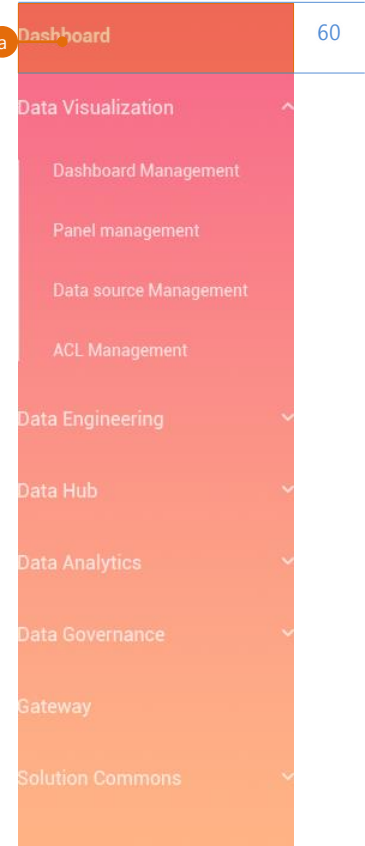 Dashboard
60
a
Data Visualization
Dashboard Management
Panel management
Data source Management
ACL Management
Data Engineering
Data Hub
Data Analytics
Data Governance
Gateway
Solution Commons